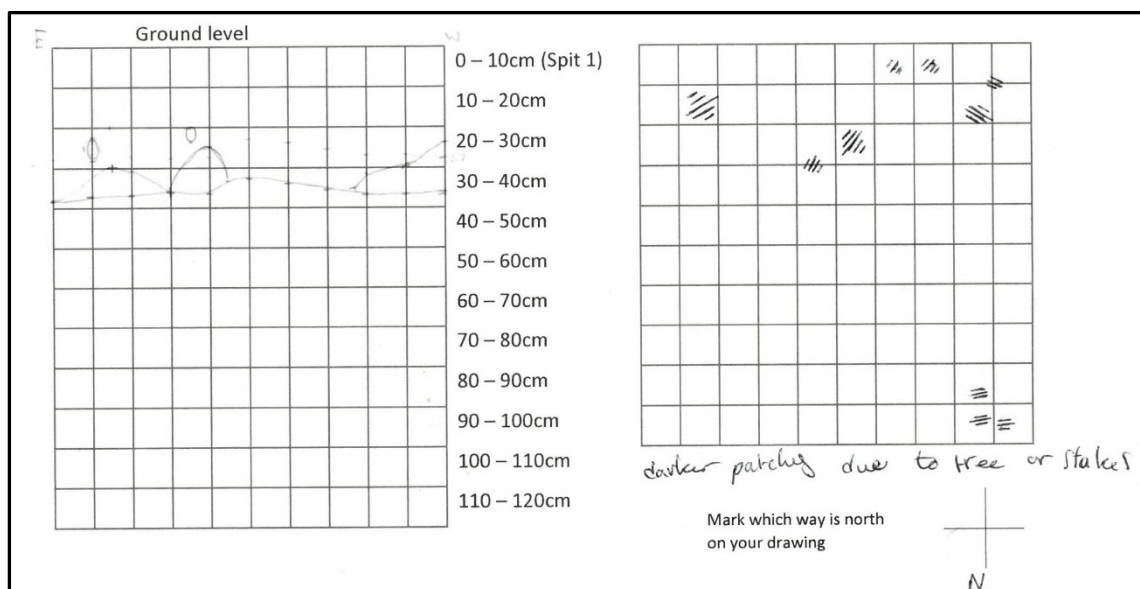 E
Ground level
W
0 – 10cm (Spit 1)
10 – 20cm
20 – 30cm
30 – 40cm
40 – 50cm
50 – 60cm
60 – 70cm
70 – 80cm
80 – 90cm
90 – 100cm
100 – 110cm
110 – 120cm
darker patches due to tree or stakes
Mark which way is north
on your drawing
N